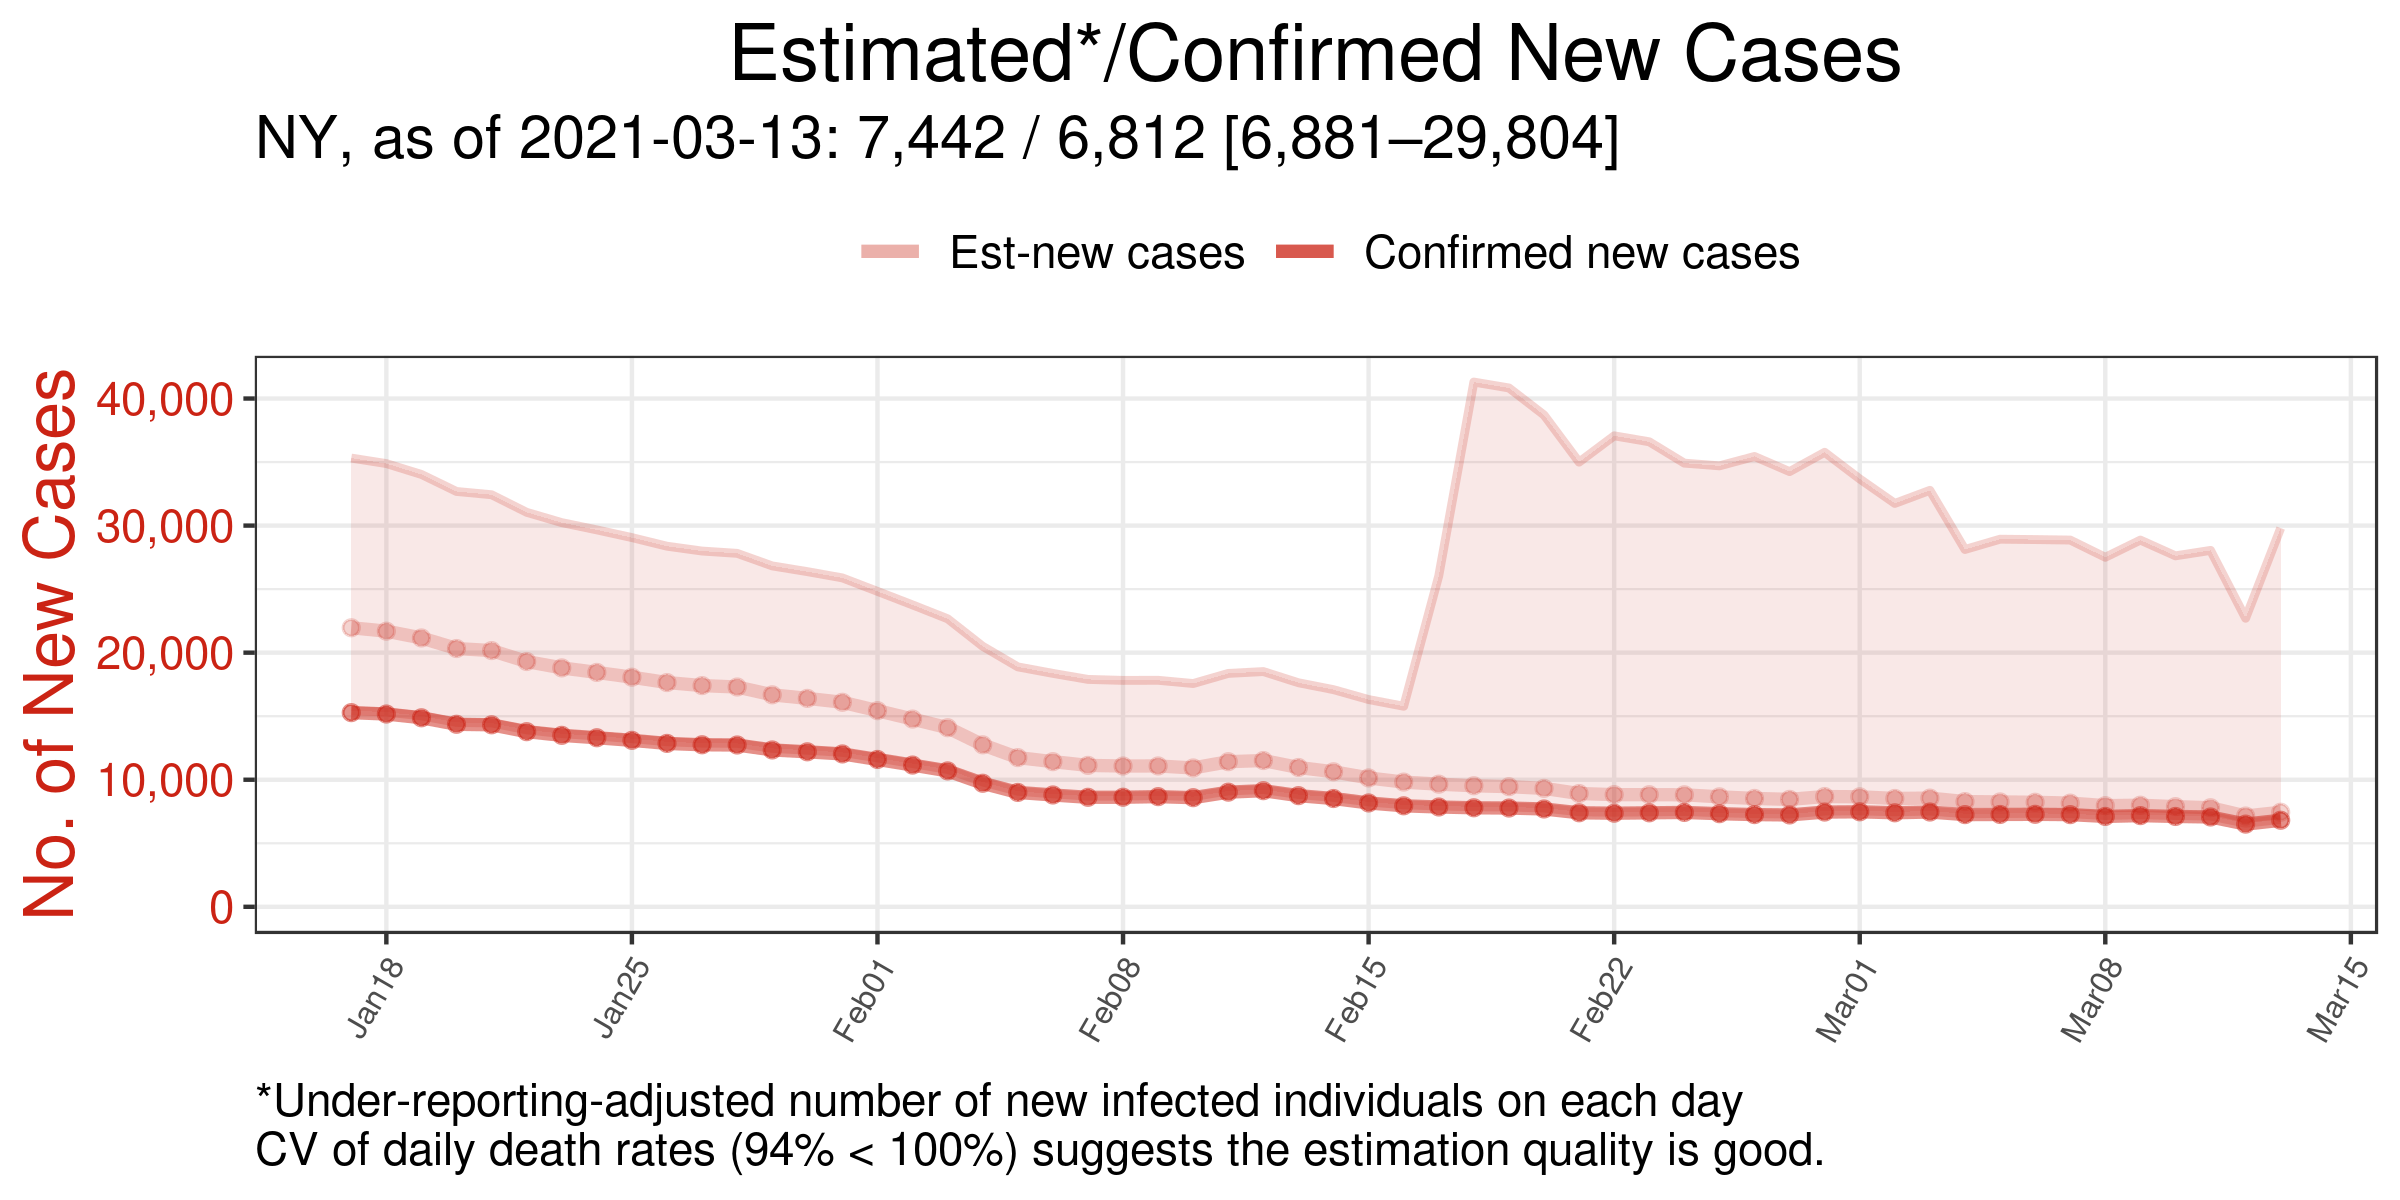 Estimated*/Confirmed New Cases
NY, as of 2021-03-13: 7,442 / 6,812 [6,881–29,804]
Est-new cases
Confirmed new cases
No. of New Cases
40,000
30,000
20,000
10,000
0
Jan18
Jan25
Feb01
Feb08
Feb15
Feb22
Mar01
Mar08
Mar15
*Under-reporting-adjusted number of new infected individuals on each day
CV of daily death rates (94% < 100%) suggests the estimation quality is good.